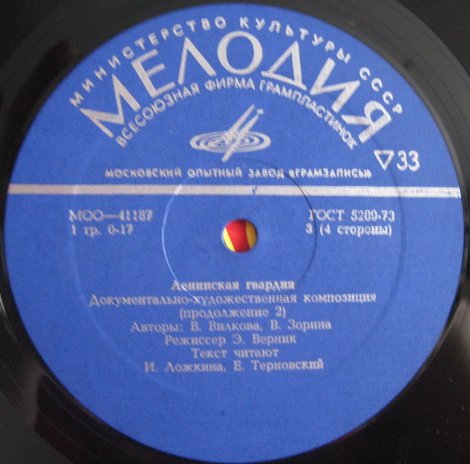 МИНИСТЕРСТВО КУЛЬТУРЫ СССР
МЕЛОДИЯ
ВСЕСОЮЗНАЯ ФИРМА ГРАМПЛАСТИНОК
▽33
МОСКОВСКИЙ ОПЫТНЫЙ ЗАВОД «ГРАМЗАПИСЬ»
МОО—41187 ГОСТ 5289-73
1 гр. 0-17 3 (4 стороны)
Ленинская гвардия
Документально-художественная композиция
(продолжение 2)
Авторы: В. Вилкова, В. Зорина
Режиссер Э. Верник
Текст читают
И. Ложкина, Е. Терновский